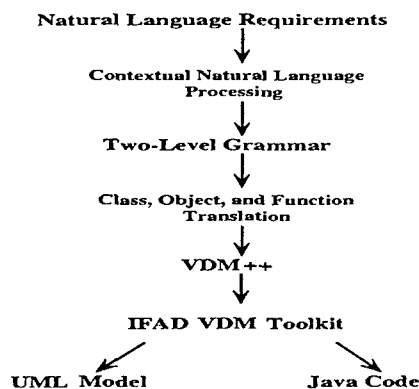 Natural Language Requirements
Contextual Natural Language
Processing
Two-Level Grammar
Class, Object, and Function
Translation
VDM++
IFAD VDM Toolkit
UML Model
Java Code